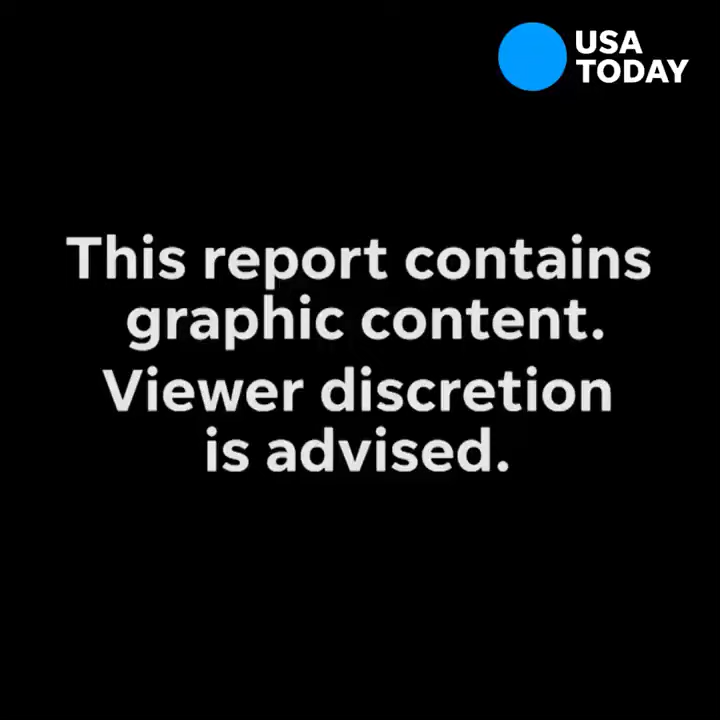 USA
TODAY
This report contains
graphic content.
Viewer discretion
is advised.